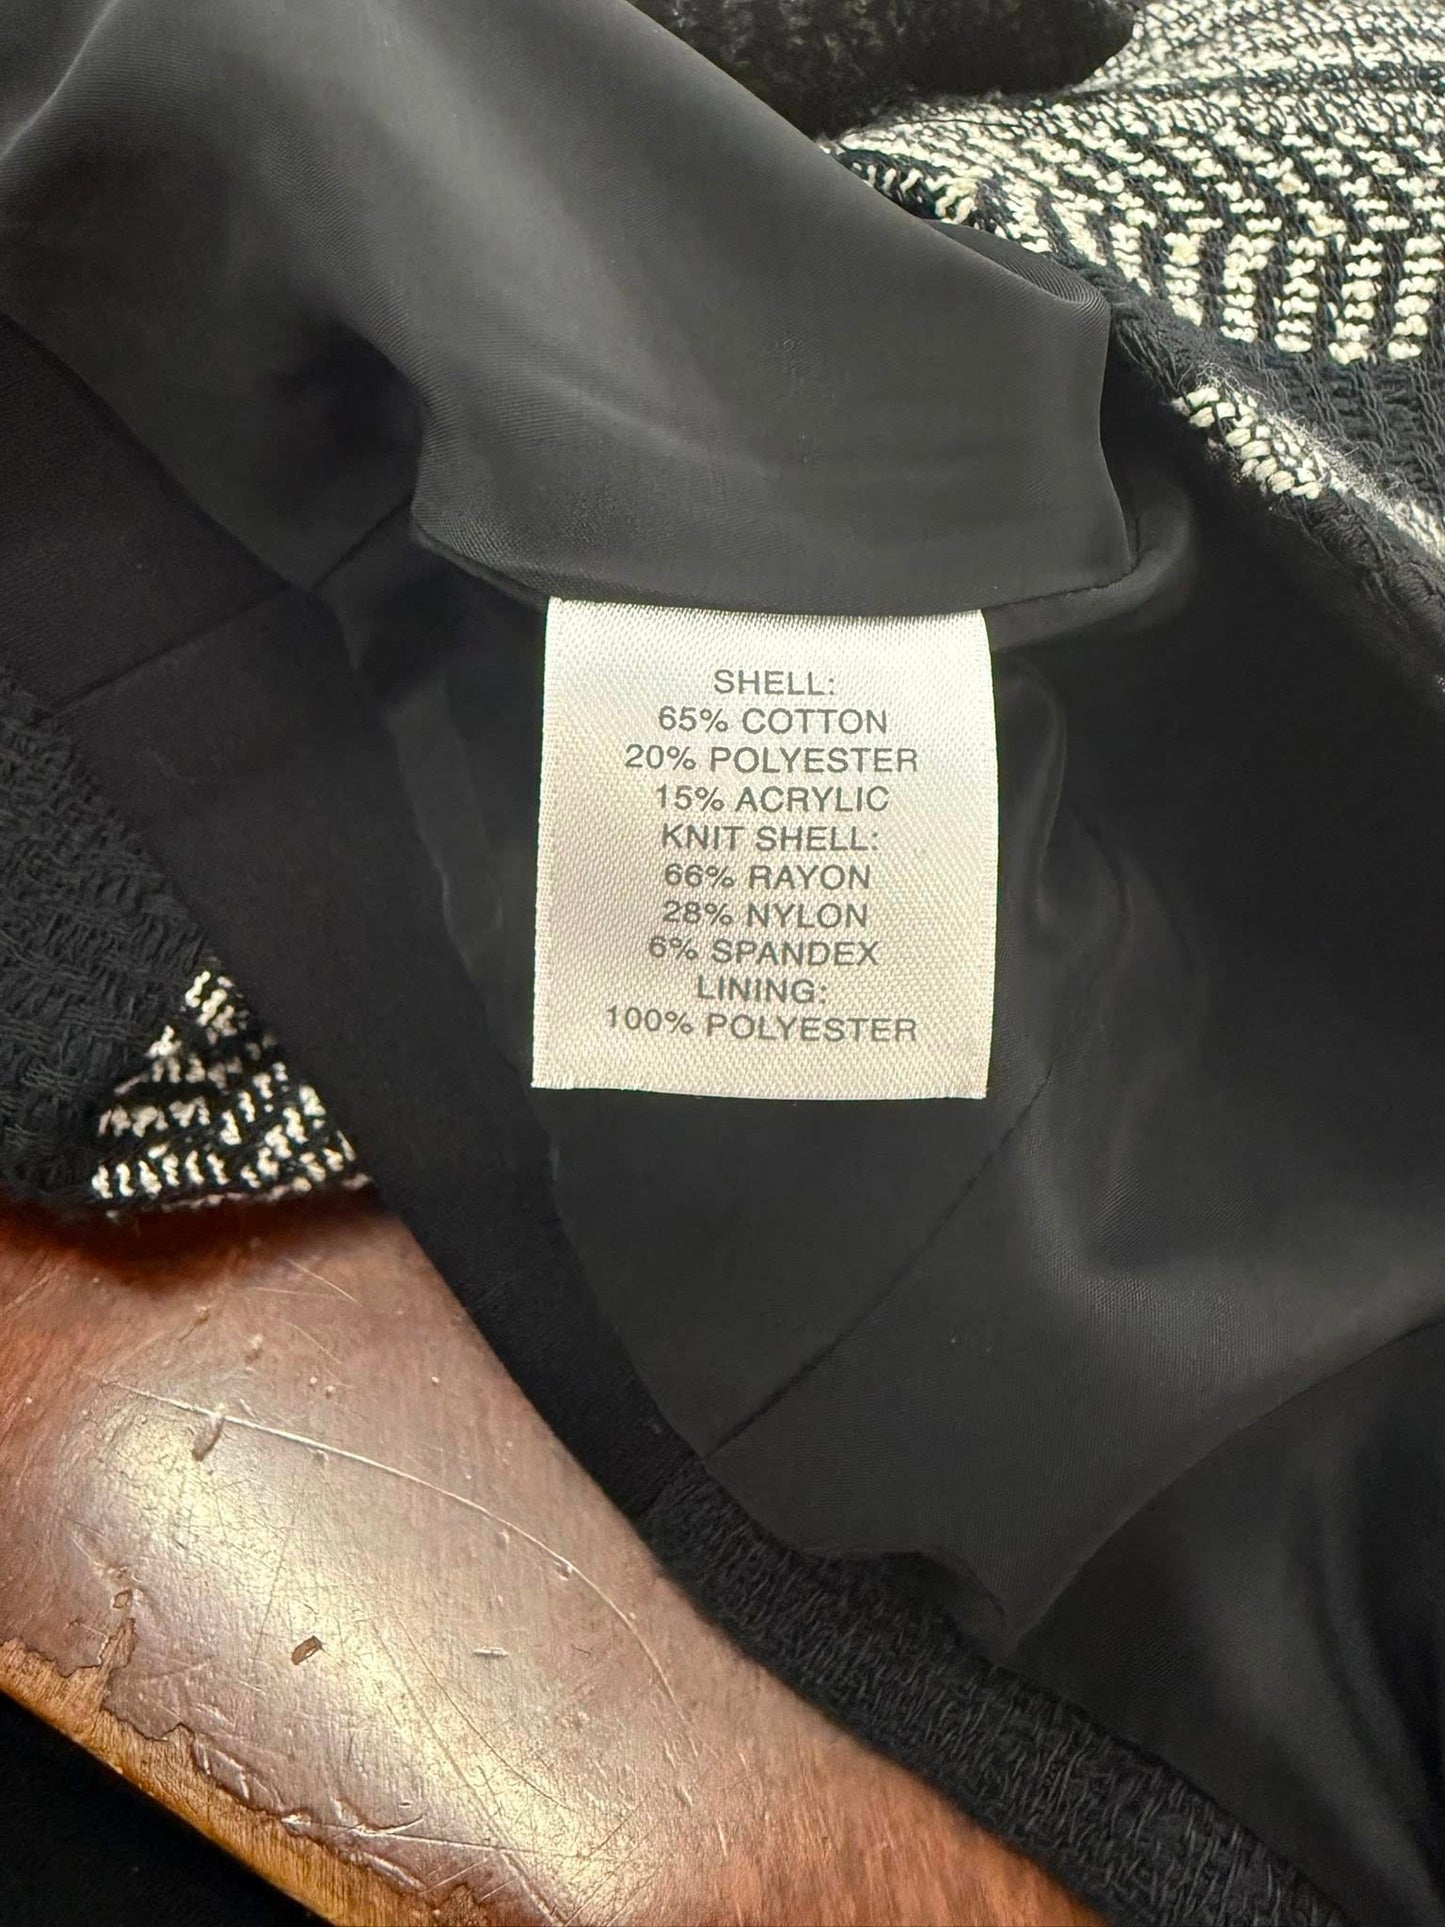 SHELL:
65% COTTON
20% POLYESTER
15% ACRYLIC
KNIT SHELL:
66% RAYON
28% NYLON
6% SPANDEX
LINING:
100% POLYESTER